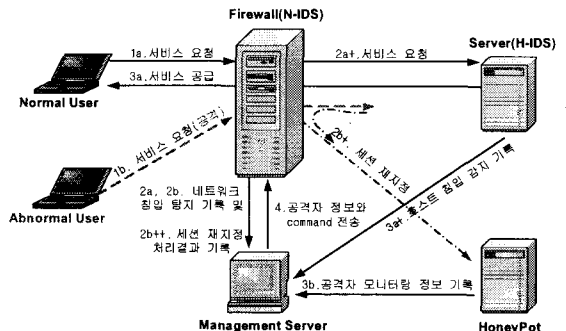 Firewall(N-IDS)
1a.서비스 요청
2a+.서비스 요청
Server(H-IDS)
3a.서비스 공급
Normal User
1b. 서비스 요청(공격)
2b+. 세션 재지정
Abnormal User
2a, 2b. 네트워크
침입 탐지 기록 및
2b++. 세션 재지정
처리결과 기록
4.공격자 정보와
command 전송
3a+.호스트 침입 감지 기록
3b.공격자 모니터링 정보 기록
Management Server
HoneyPot